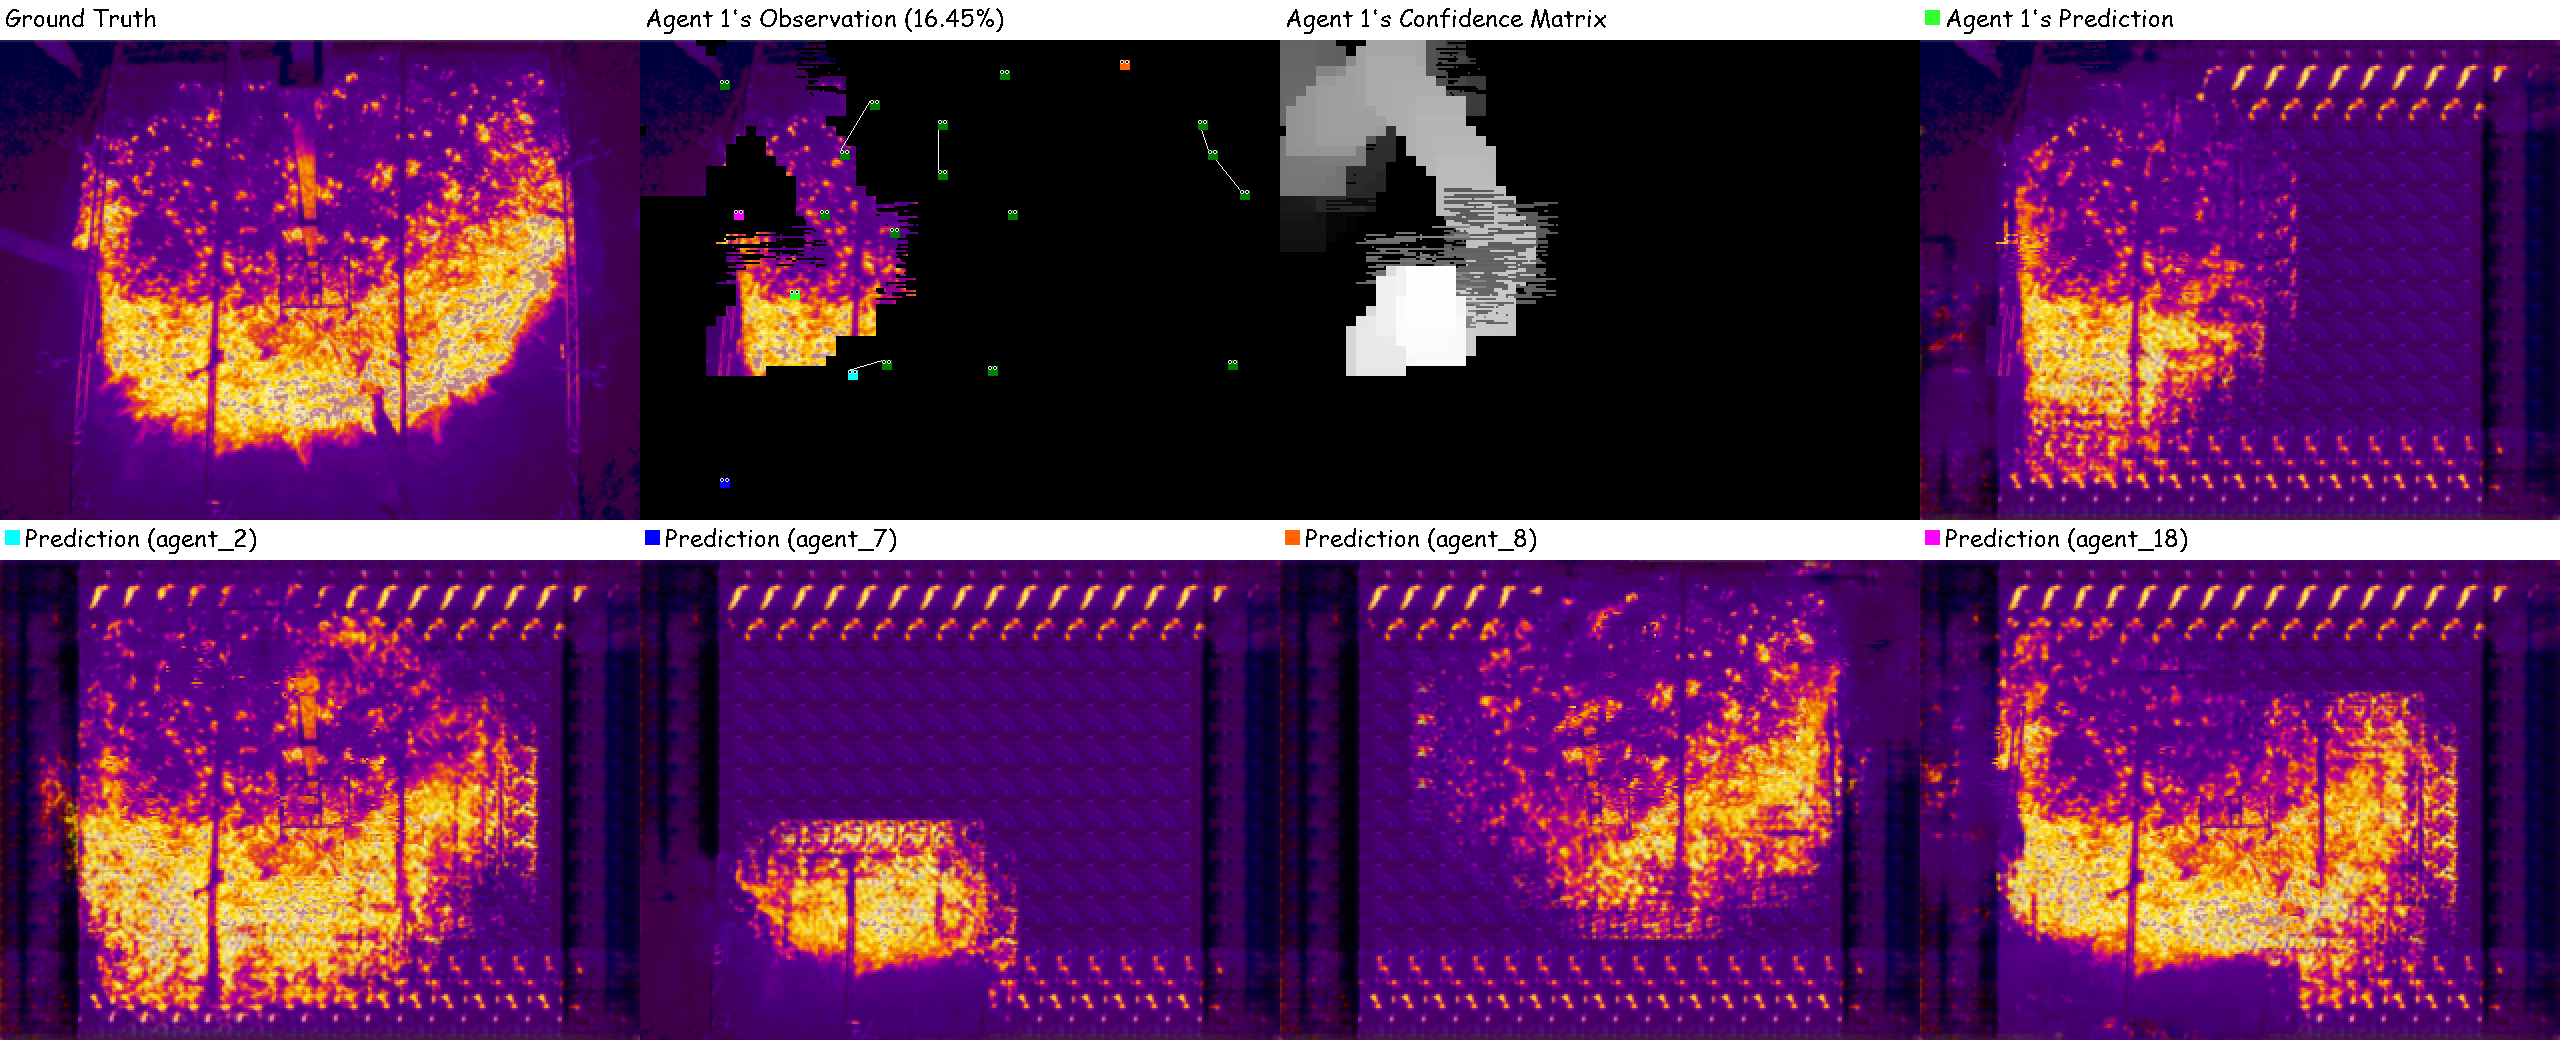 Ground Truth
Agent 1's Observation (16.45%)
Agent 1's Confidence Matrix
Agent 1's Prediction
Prediction (agent_2)
Prediction (agent_7)
Prediction (agent_8)
Prediction (agent_18)